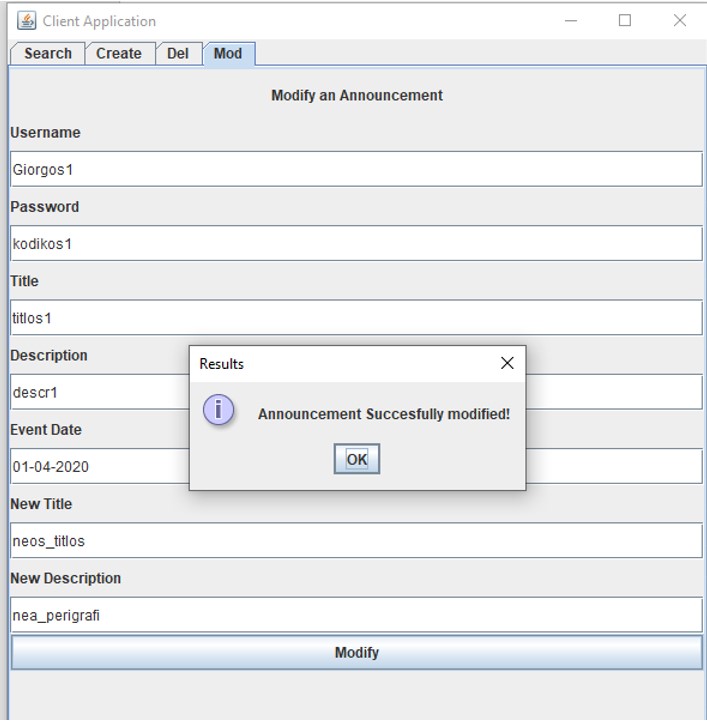 Client Application
Search Create Del Mod
Modify an Announcement
Username
Giorgos1
Password
kodikos1
Title
titlos1
Description
descr1
Event Date
01-04-2020
New Title
neos_titlos
New Description
nea_perigrafi
Modify
Results
i
Announcement Succesfully modified!
OK